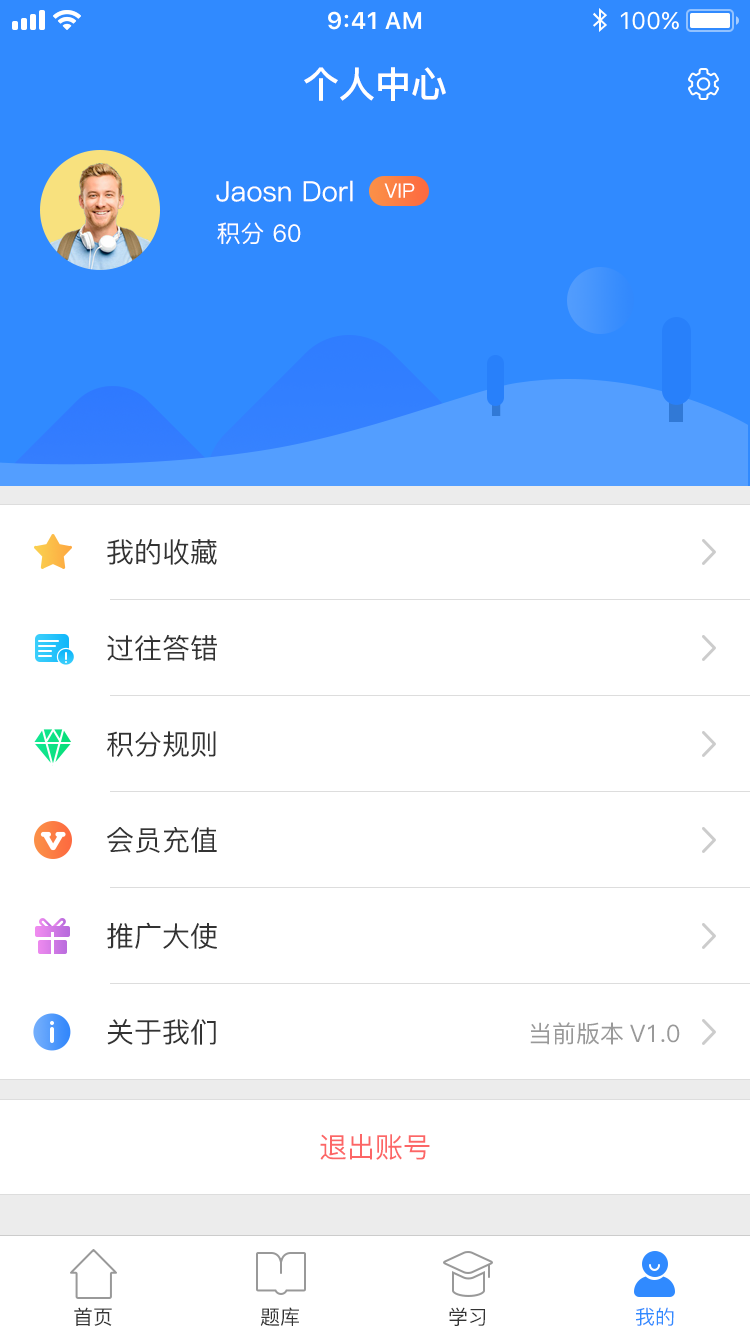 9:41 AM 100%
个人中心
Jaosn Dorl VIP
积分 60
我的收藏
过往答错
积分规则
会员充值
推广大使
关于我们 当前版本 V1.0
退出账号
首页 题库 学习 我的